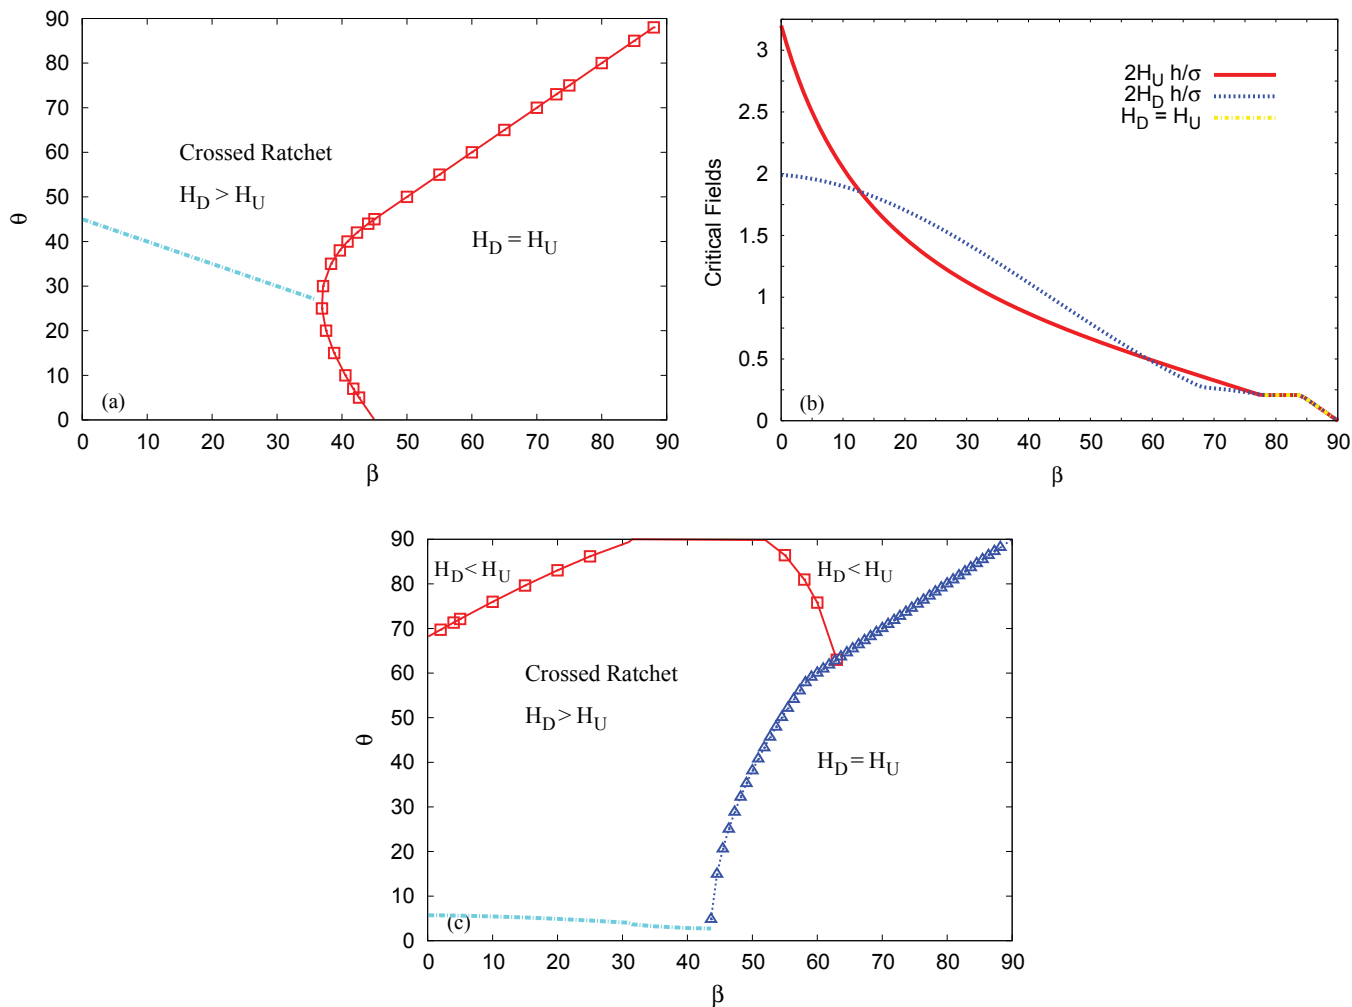 90
80
70
60
50
40
30
20
10
0
θ
Crossed Ratchet
H_D > H_U
H_D = H_U
(a)
0 10 20 30 40 50 60 70 80 90
β
3
2.5
2
1.5
1
0.5
0
Critical Fields
2H_U h/σ
2H_D h/σ
H_D = H_U
(b)
0 10 20 30 40 50 60 70 80 90
β
90
80
70
60
50
40
30
20
10
0
θ
H_D < H_U
H_D < H_U
Crossed Ratchet
H_D > H_U
H_D = H_U
(c)
0 10 20 30 40 50 60 70 80 90
β